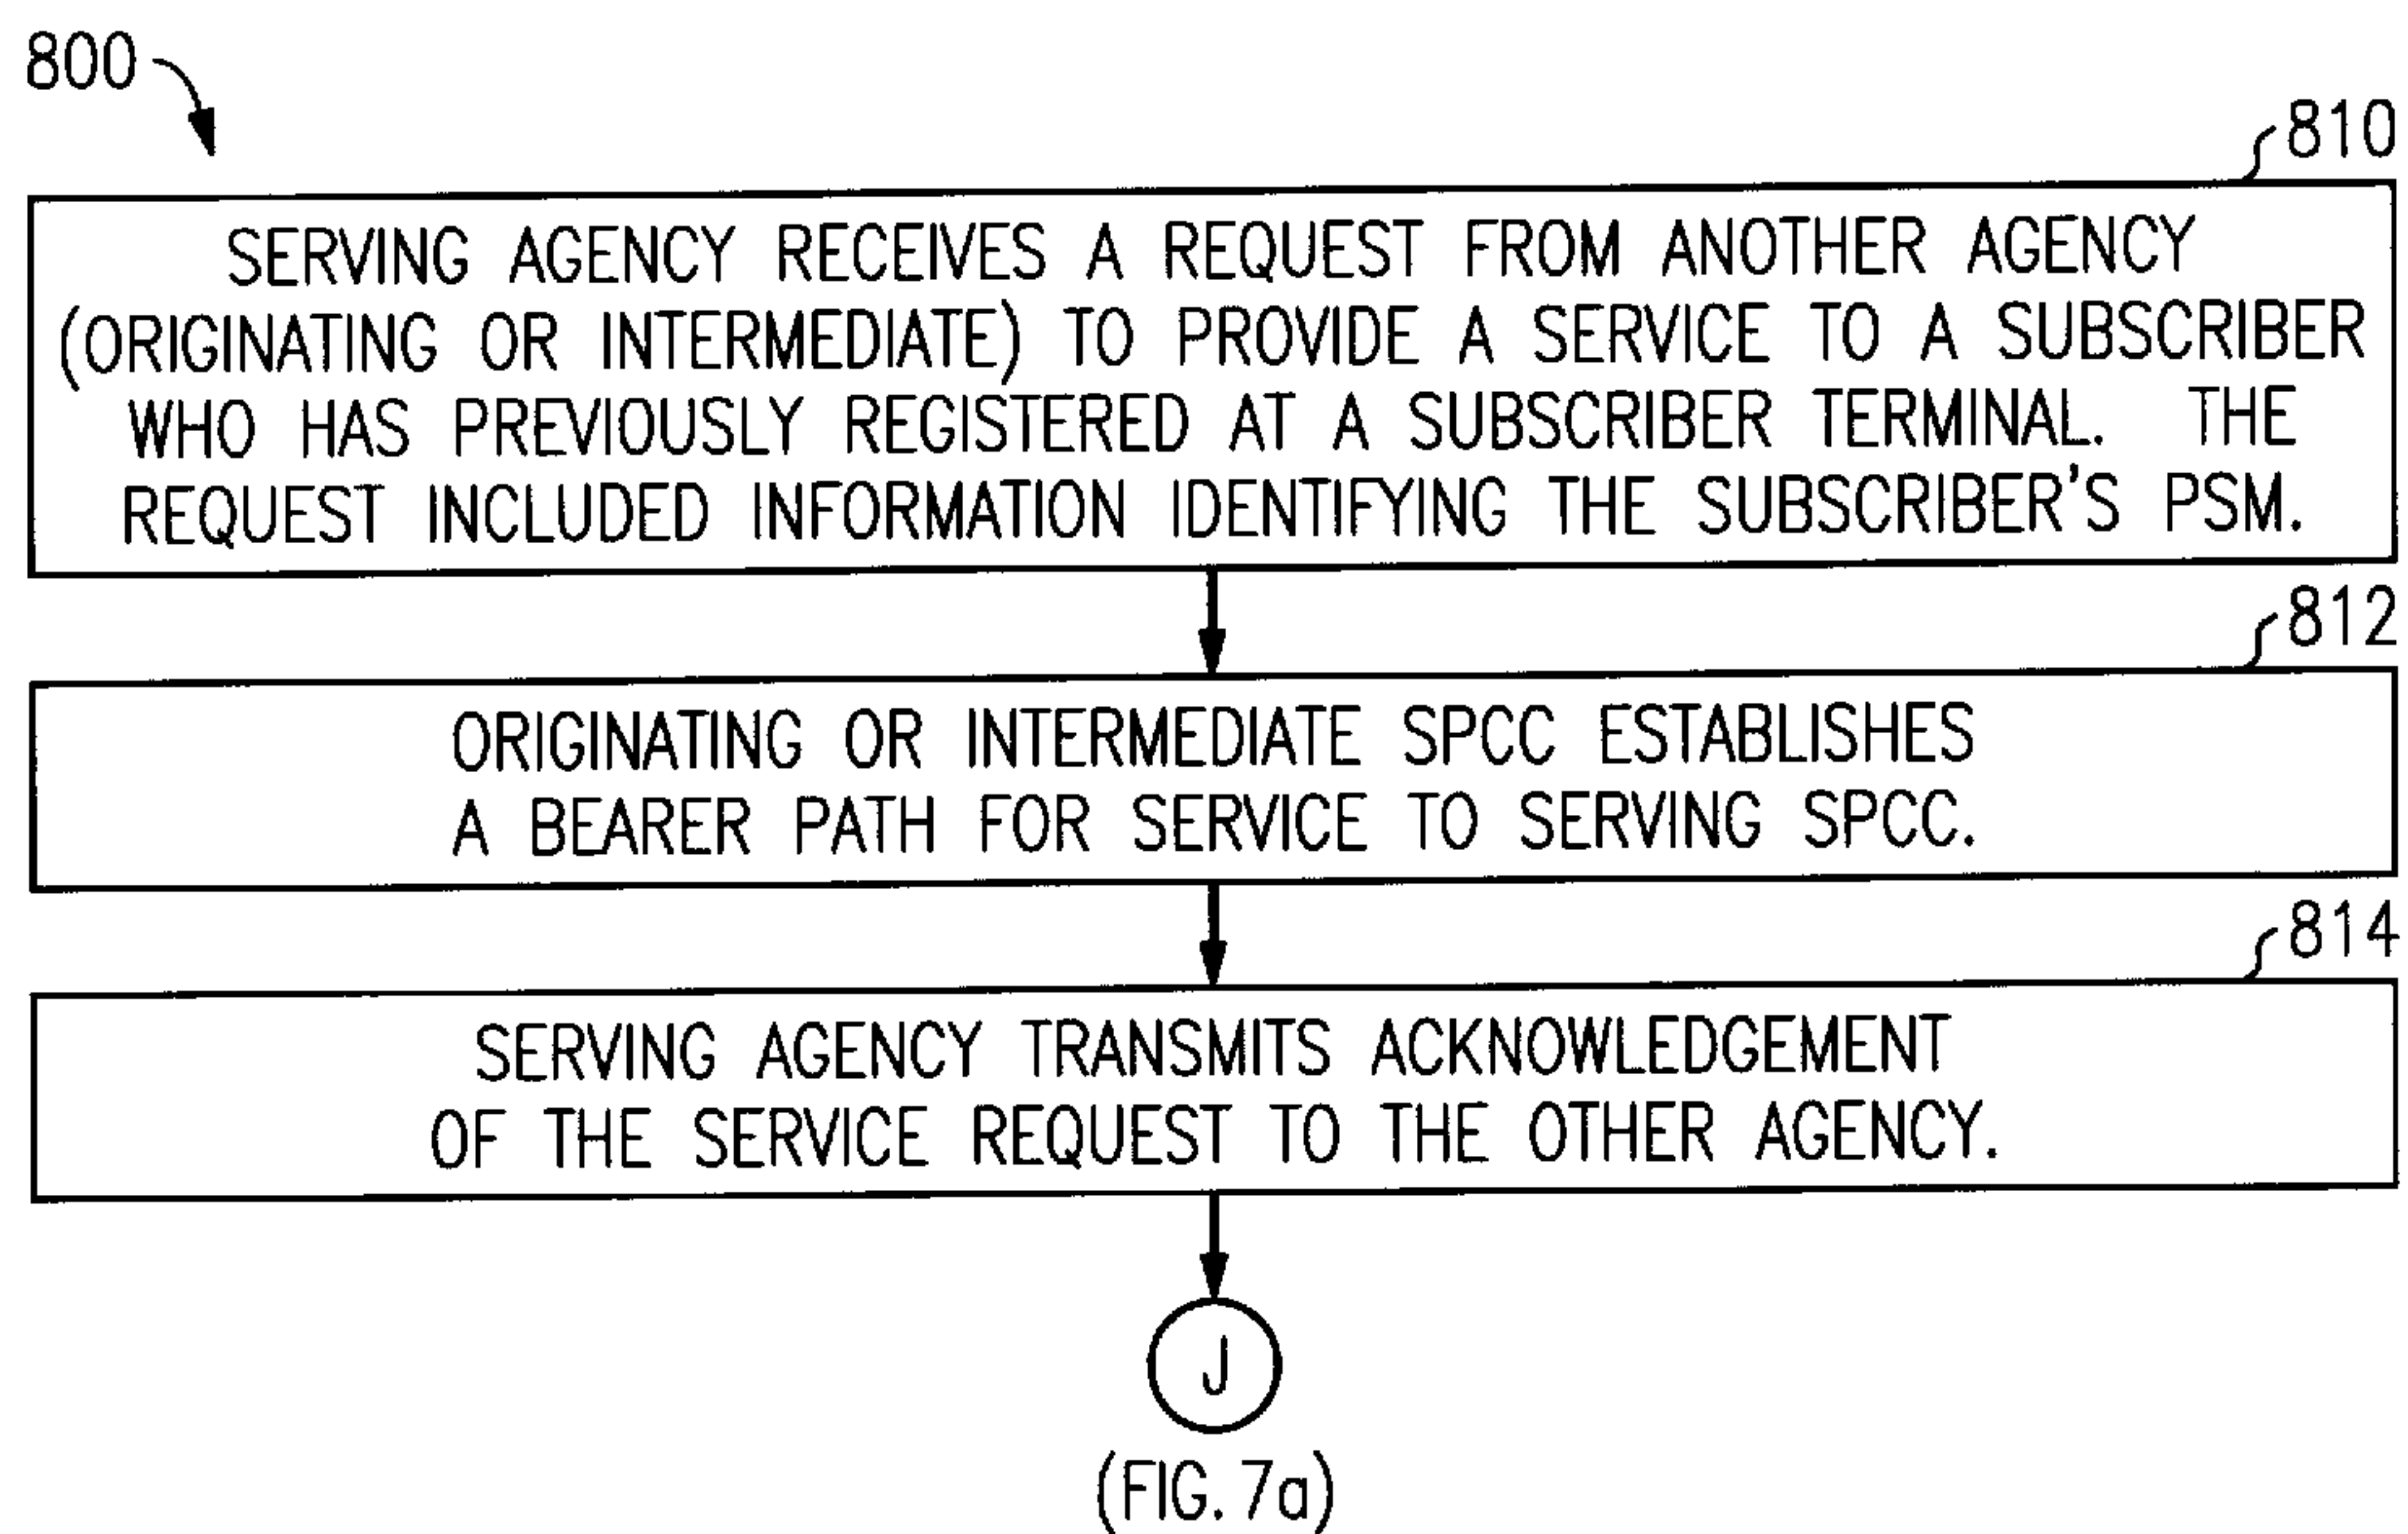 800
810
SERVING AGENCY RECEIVES A REQUEST FROM ANOTHER AGENCY
(ORIGINATING OR INTERMEDIATE) TO PROVIDE A SERVICE TO A SUBSCRIBER
WHO HAS PREVIOUSLY REGISTERED AT A SUBSCRIBER TERMINAL. THE
REQUEST INCLUDED INFORMATION IDENTIFYING THE SUBSCRIBER'S PSM.
812
ORIGINATING OR INTERMEDIATE SPCC ESTABLISHES
A BEARER PATH FOR SERVICE TO SERVING SPCC.
814
SERVING AGENCY TRANSMITS ACKNOWLEDGEMENT
OF THE SERVICE REQUEST TO THE OTHER AGENCY.
J
(FIG. 7a)